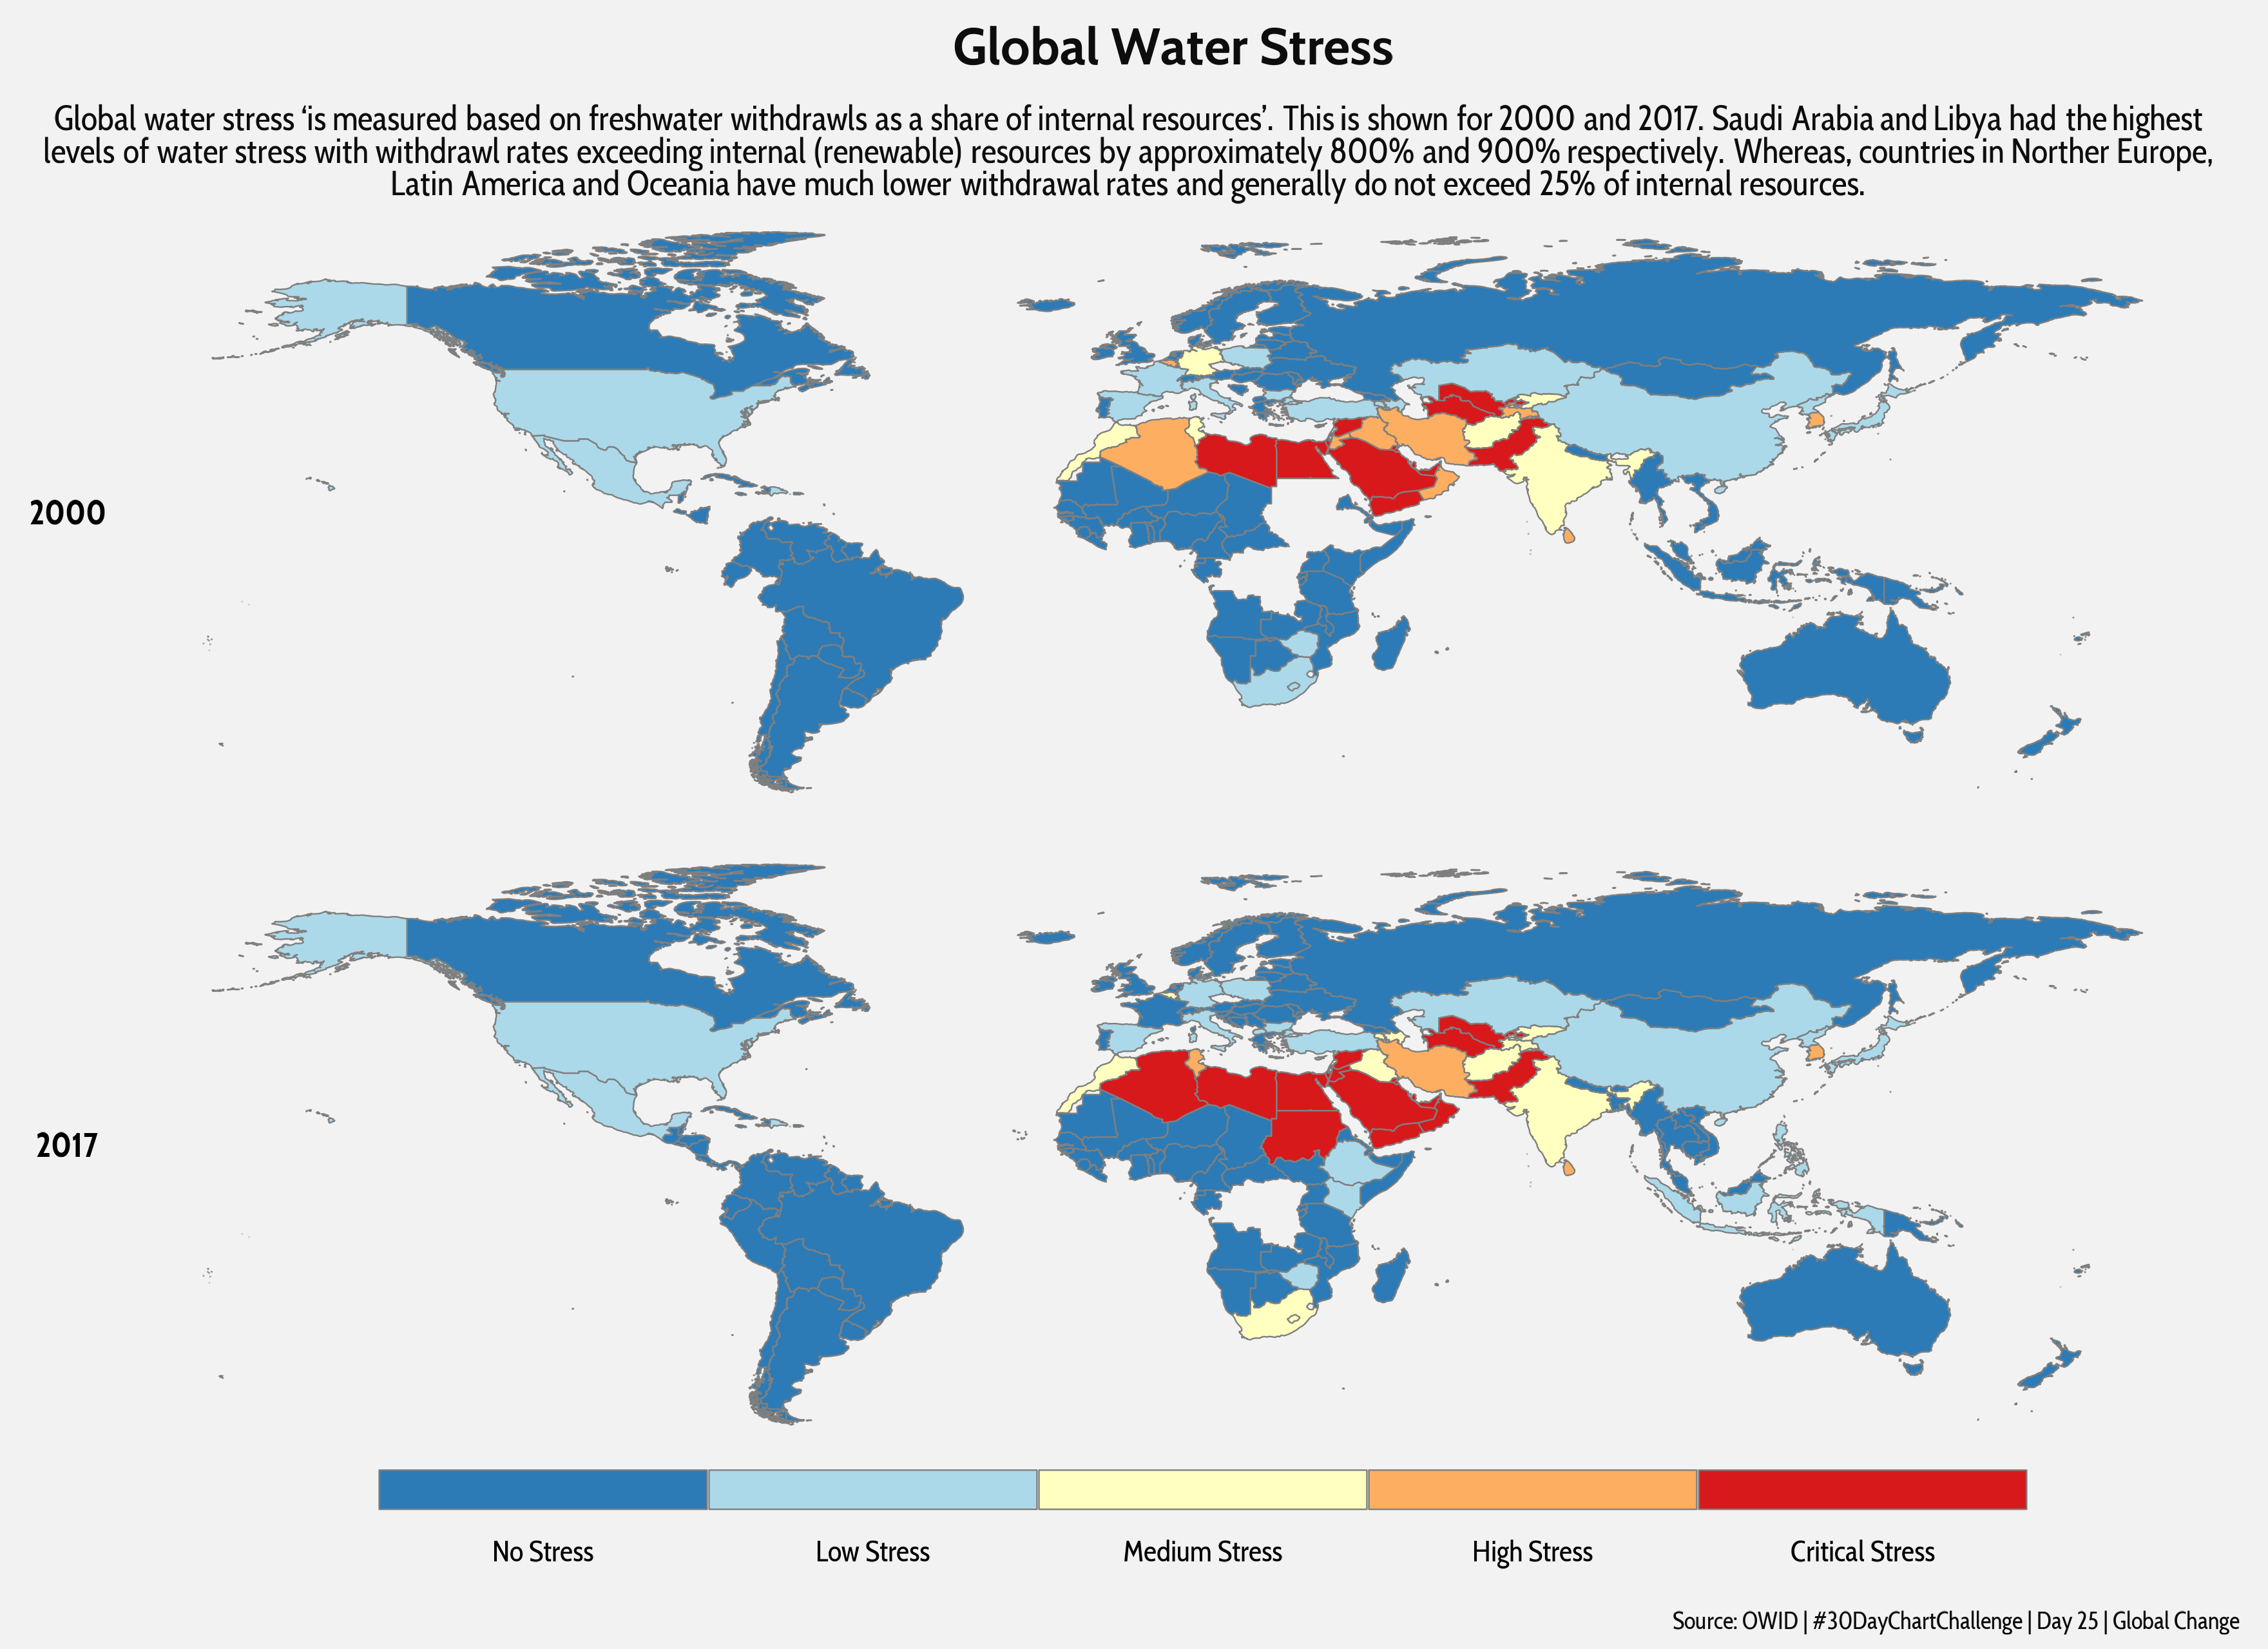 Global Water Stress
Global water stress ‘is measured based on freshwater withdrawls as a share of internal resources’. This is shown for 2000 and 2017. Saudi Arabia and Libya had the highest
levels of water stress with withdrawl rates exceeding internal (renewable) resources by approximately 800% and 900% respectively. Whereas, countries in Norther Europe,
Latin America and Oceania have much lower withdrawal rates and generally do not exceed 25% of internal resources.
2000
2017
No Stress
Low Stress
Medium Stress
High Stress
Critical Stress
Source: OWID | #30DayChartChallenge | Day 25 | Global Change